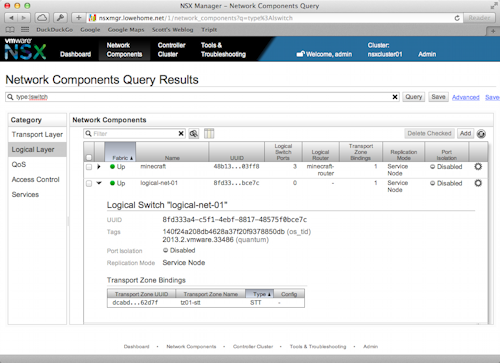 NSX Manager – Network Components Query
nsxmgr.lowehome.net/1/network_components?q=type%3Alswitch
Reader
DuckDuckGo Google Google Maps Scott's Weblog Tripit
vmware
NSX
Dashboard
Network Components
Controller Cluster
Tools & Troubleshooting
Welcome, admin
Cluster:
nsxcluster01
Admin
Network Components Query Results
type:lswitch
Query
Save
Advanced
Category
Transport Layer
Logical Layer
QoS
Access Control
Services
Network Components
Filter
Delete Checked
Add
Fabric Name UUID Logical Switch Ports Logical Router Transport Zone Bindings Replication Mode Port Isolation
Up minecraft 48b13...03ff8 3 minecraft-router 1 Service Node Disabled
Up logical-net-01 8fd33...bce7c 0 - 1 Service Node Disabled
Logical Switch "logical-net-01"
UUID 8fd333a4-c5f1-4ebf-8817-48575f0bce7c
Tags 140f24a208db4628a37f20f9378850db (os_tid)
2013.2.vmware.33486 (quantum)
Port Isolation Disabled
Replication Mode Service Node
Transport Zone Bindings
Transport Zone UUID Transport Zone Name Type Config
dcabd...62d7f tz01-stt STT -
Dashboard • Network Components • Controller Cluster • Tools & Troubleshooting • Admin